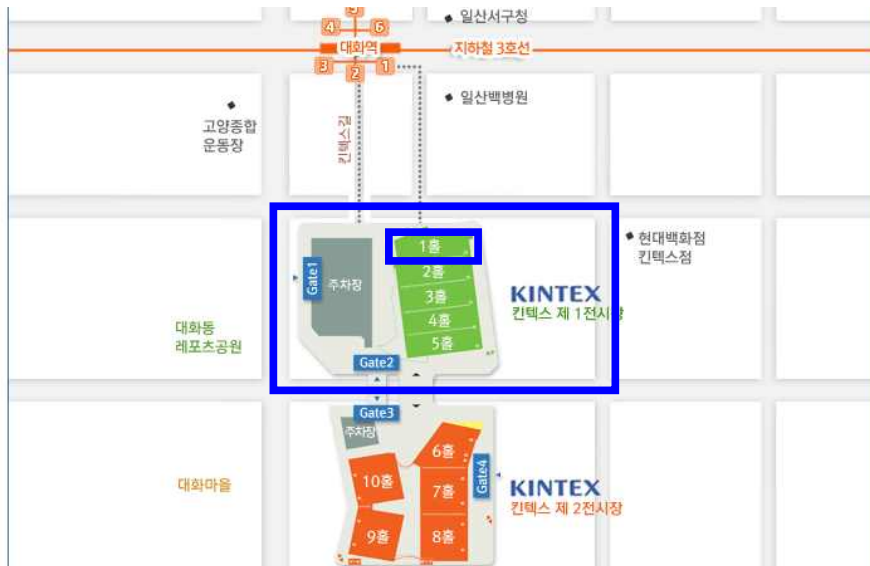 5
일산서구청
4
6
대화역
지하철 3호선
3
2
1
일산백병원
고양종합
운동장
킨텍스길
1홀
현대백화점
킨텍스점
2홀
Gate1
주차장
3홀
KINTEX
킨텍스 제 1전시장
4홀
대화동
레포츠공원
5홀
Gate2
Gate3
주차장
6홀
10홀
7홀
Gate4
대화마을
KINTEX
킨텍스 제 2전시장
9홀
8홀